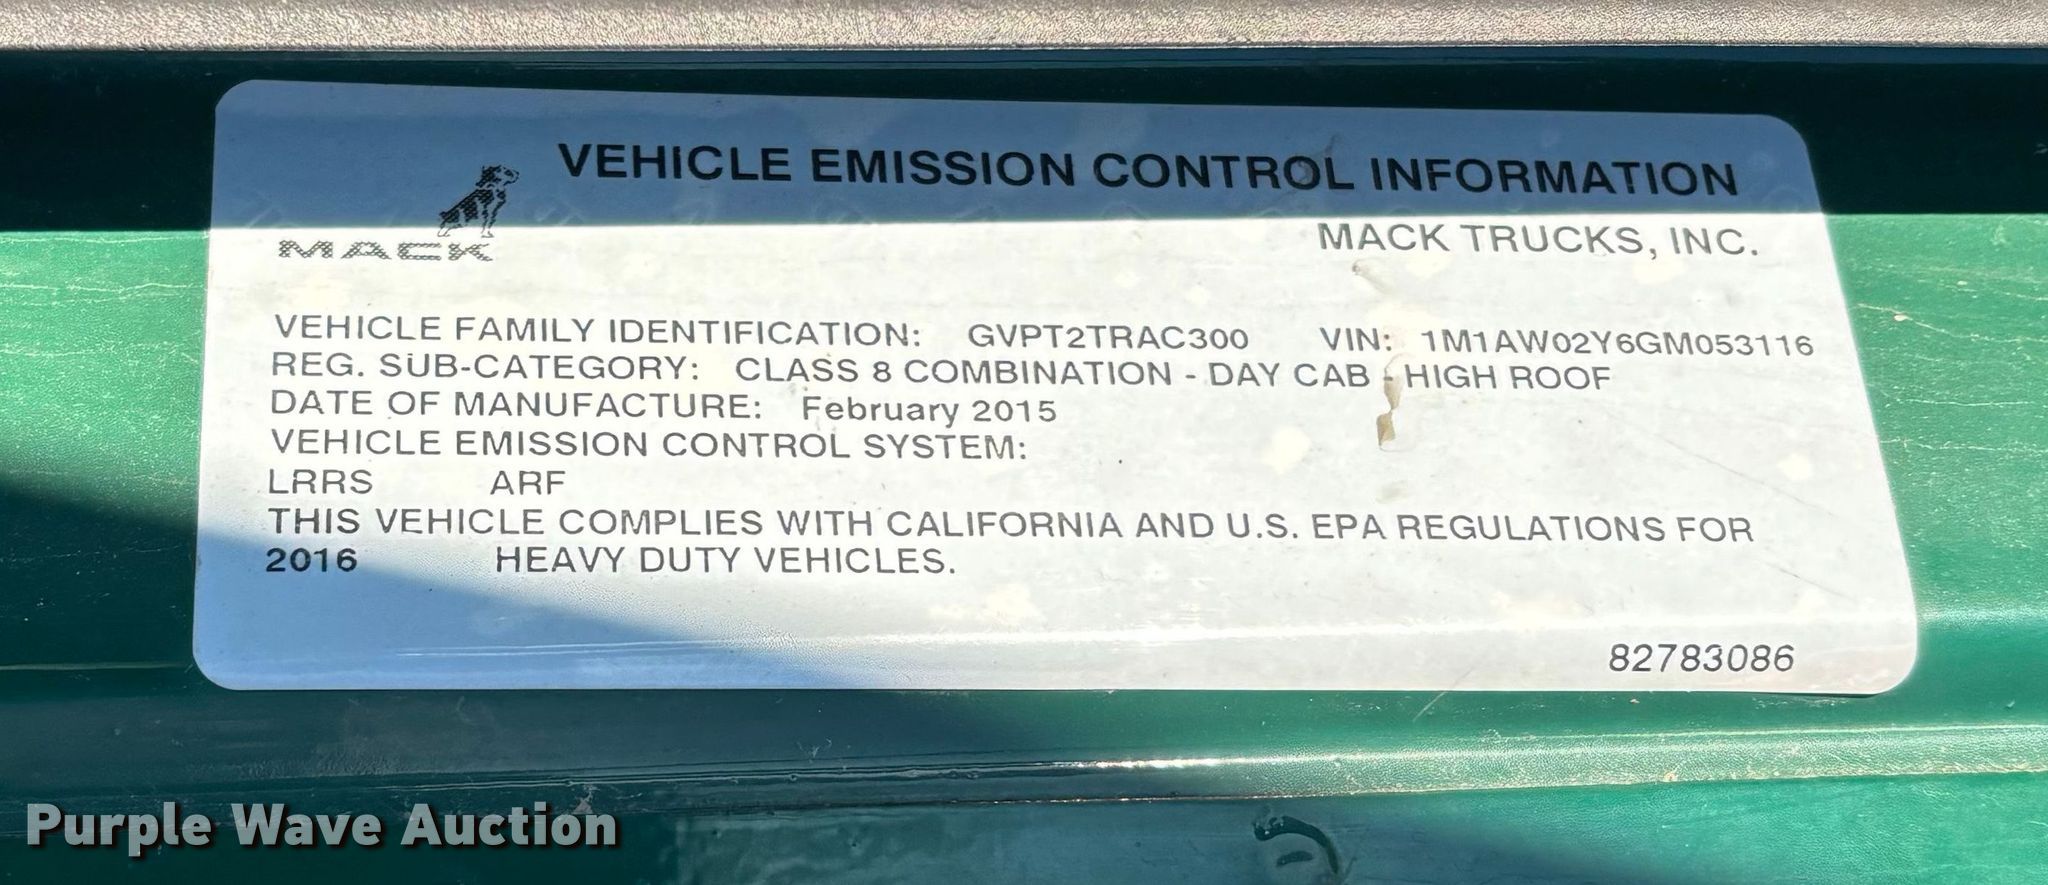 VEHICLE EMISSION CONTROL INFORMATION
MACK
MACK TRUCKS, INC.
VEHICLE FAMILY IDENTIFICATION: GVPT2TRAC300 VIN: 1M1AW02Y6GM053116
REG. SUB-CATEGORY: CLASS 8 COMBINATION - DAY CAB - HIGH ROOF
DATE OF MANUFACTURE: February 2015
VEHICLE EMISSION CONTROL SYSTEM:
LRRS ARF
THIS VEHICLE COMPLIES WITH CALIFORNIA AND U.S. EPA REGULATIONS FOR
2016 HEAVY DUTY VEHICLES.
82783086
Purple Wave Auction